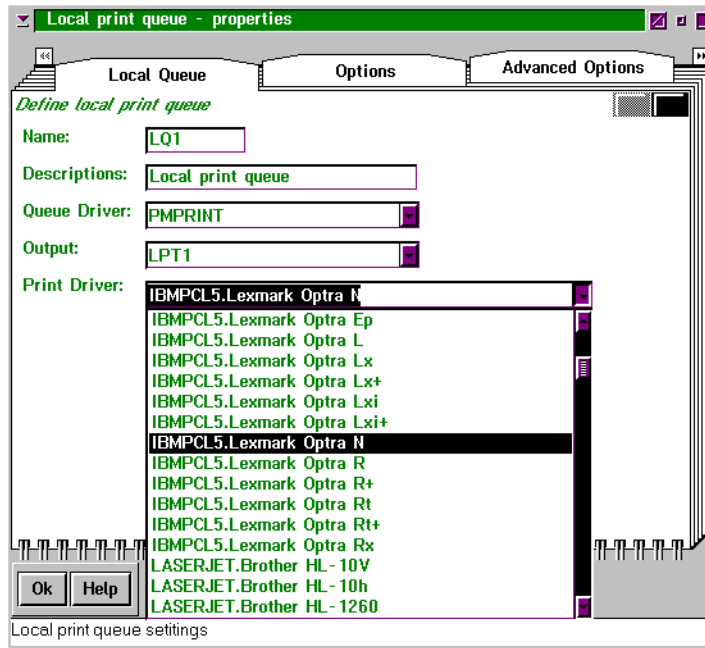 Local print queue - properties
Local Queue
Options
Advanced Options
Define local print queue
Name: LQ1
Descriptions: Local print queue
Queue Driver: PMPRINT
Output: LPT1
Print Driver: IBMPCL5.Lexmark Optra N
IBMPCL5.Lexmark Optra Ep
IBMPCL5.Lexmark Optra L
IBMPCL5.Lexmark Optra Lx
IBMPCL5.Lexmark Optra Lx+
IBMPCL5.Lexmark Optra Lxi
IBMPCL5.Lexmark Optra Lxi+
IBMPCL5.Lexmark Optra N
IBMPCL5.Lexmark Optra R
IBMPCL5.Lexmark Optra R+
IBMPCL5.Lexmark Optra Rt
IBMPCL5.Lexmark Optra Rt+
IBMPCL5.Lexmark Optra Rx
LASERJET.Brother HL-10V
LASERJET.Brother HL-10h
LASERJET.Brother HL-1260
Ok
Help
Local print queue setitings